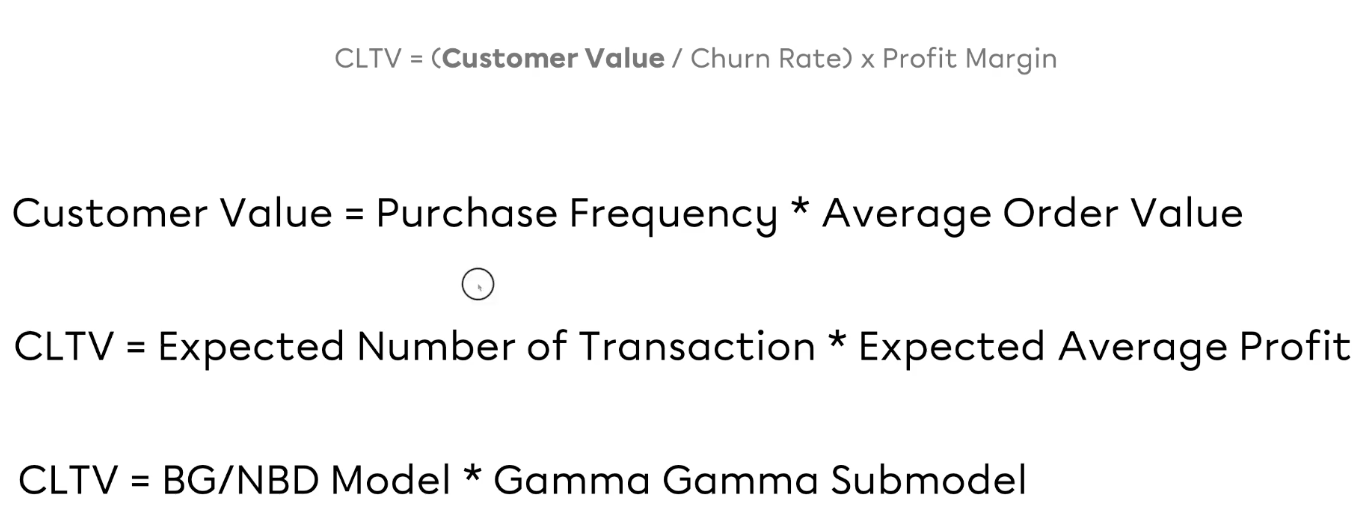 CLTV = (Customer Value / Churn Rate) x Profit Margin
Customer Value = Purchase Frequency * Average Order Value
CLTV = Expected Number of Transaction * Expected Average Profit
CLTV = BG/NBD Model * Gamma Gamma Submodel